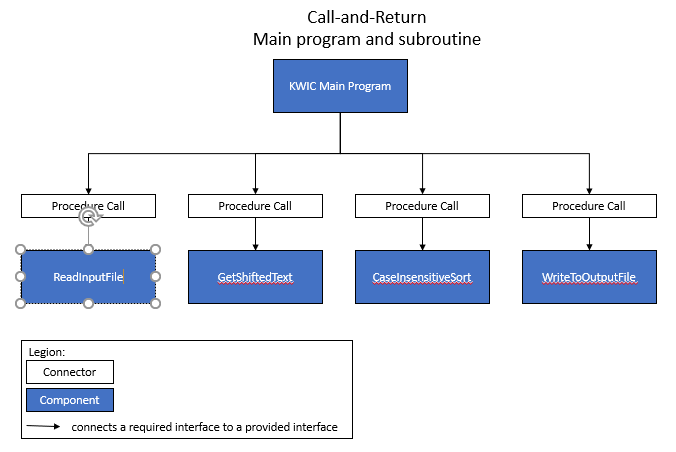 Call-and-Return
Main program and subroutine
KWIC Main Program
Procedure Call
Procedure Call
Procedure Call
Procedure Call
ReadInputFile
GetShiftedText
CaseInsensitiveSort
WriteToOutputFile
Legion:
Connector
Component
connects a required interface to a provided interface